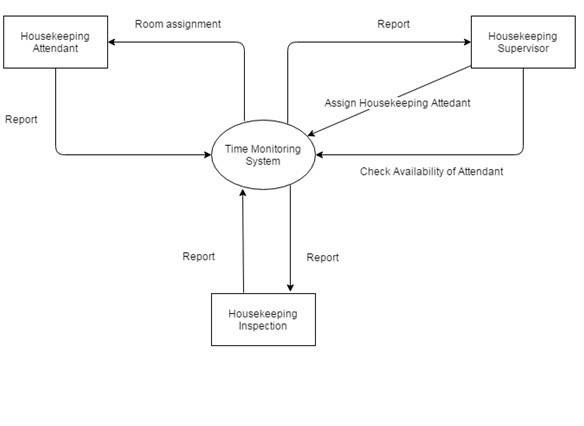 Room assignment
Report
Housekeeping
Attendant
Housekeeping
Supervisor
Assign Housekeeping Attedant
Report
Time Monitoring
System
Check Availability of Attendant
Report
Report
Housekeeping
Inspection